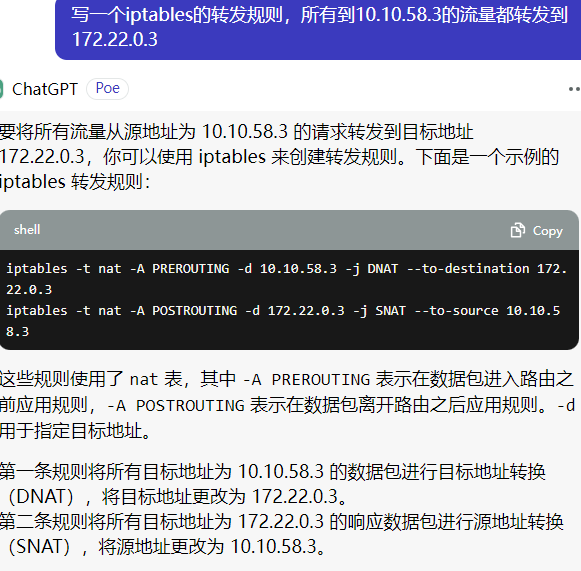 写一个iptables的转发规则，所有到10.10.58.3的流量都转发到
172.22.0.3
ChatGPT Poe
要将所有流量从源地址为 10.10.58.3 的请求转发到目标地址
172.22.0.3，你可以使用 iptables 来创建转发规则。下面是一个示例的
iptables 转发规则：
shell Copy
iptables -t nat -A PREROUTING -d 10.10.58.3 -j DNAT --to-destination 172.
22.0.3
iptables -t nat -A POSTROUTING -d 172.22.0.3 -j SNAT --to-source 10.10.5
8.3
这些规则使用了 nat 表，其中 -A PREROUTING 表示在数据包进入路由之
前应用规则，-A POSTROUTING 表示在数据包离开路由之后应用规则。-d
用于指定目标地址。
第一条规则将所有目标地址为 10.10.58.3 的数据包进行目标地址转换
（DNAT），将目标地址更改为 172.22.0.3。
第二条规则将所有目标地址为 172.22.0.3 的响应数据包进行源地址转换
（SNAT），将源地址更改为 10.10.58.3。